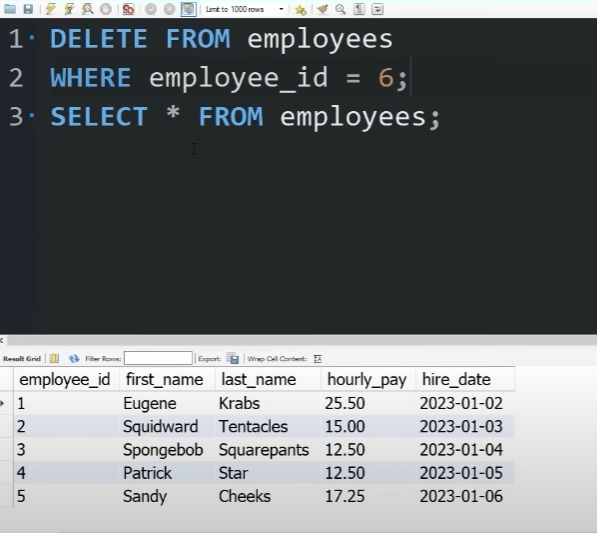 Limit to 1000 rows
1 DELETE FROM employees
2 WHERE employee_id = 6;
3 SELECT * FROM employees;
Result Grid Filter Rows: Export: Wrap Cell Content:
employee_id first_name last_name hourly_pay hire_date
1 Eugene Krabs 25.50 2023-01-02
2 Squidward Tentacles 15.00 2023-01-03
3 Spongebob Squarepants 12.50 2023-01-04
4 Patrick Star 12.50 2023-01-05
5 Sandy Cheeks 17.25 2023-01-06